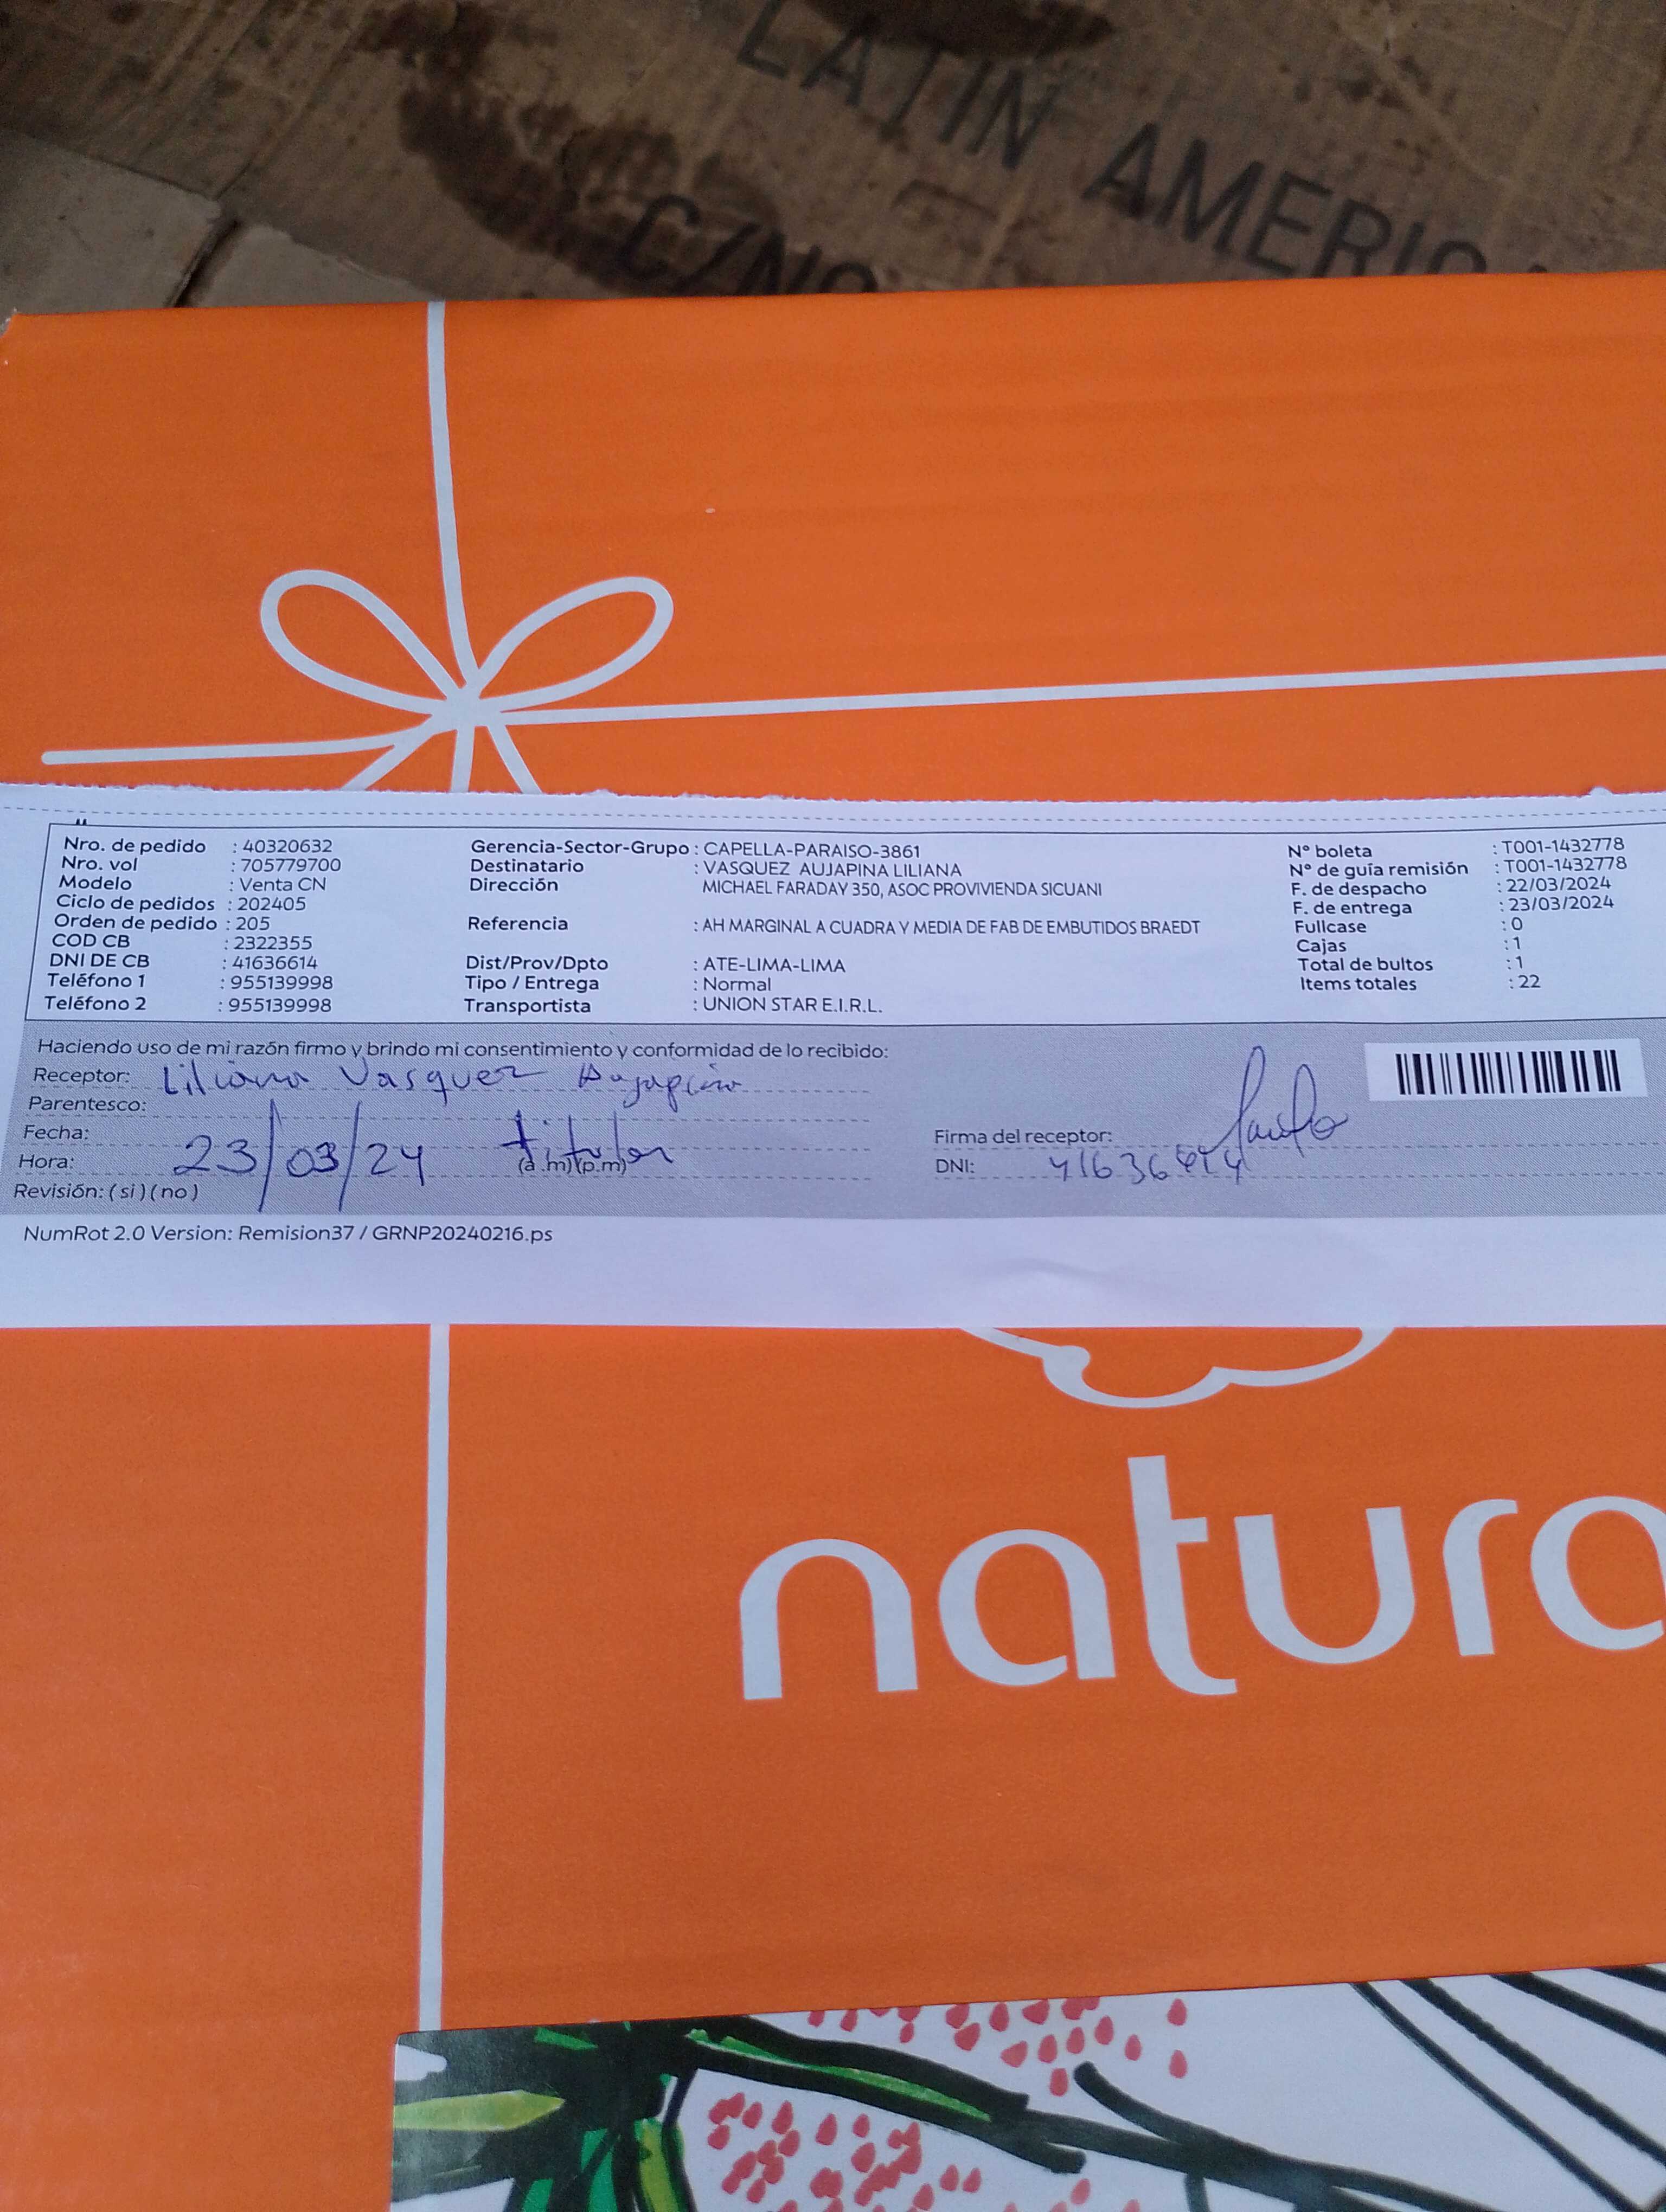 LATIN AMERIC
C/NO
Nro. de pedido : 40320632
Nro. vol : 705779700
Modelo : Venta CN
Ciclo de pedidos : 202405
Orden de pedido : 205
COD CB : 2322355
DNI DE CB : 41636614
Teléfono 1 : 955139998
Teléfono 2 : 955139998
Gerencia-Sector-Grupo : CAPELLA-PARAISO-3861
Destinatario : VASQUEZ AUJAPINA LILIANA
Dirección MICHAEL FARADAY 350, ASOC PROVIVIENDA SICUANI
Referencia : AH MARGINAL A CUADRA Y MEDIA DE FAB DE EMBUTIDOS BRAEDT
Dist/Prov/Dpto : ATE-LIMA-LIMA
Tipo / Entrega : Normal
Transportista : UNION STAR E.I.R.L.
N° boleta : T001-1432778
N° de guía remisión : T001-1432778
F. de despacho : 22/03/2024
F. de entrega : 23/03/2024
Fullcase : 0
Cajas : 1
Total de bultos : 1
Items totales : 22
Haciendo uso de mi razón firmo y brindo mi consentimiento y conformidad de lo recibido:
Receptor: Liliana Vasquez Aujapiña
Parentesco:
Fecha: 23/03/24 titular
Hora: (a.m)(p.m)
Revisión: ( si ) ( no )
Firma del receptor:
DNI:
NumRot 2.0 Version: Remision37 / GRNP20240216.ps
natura